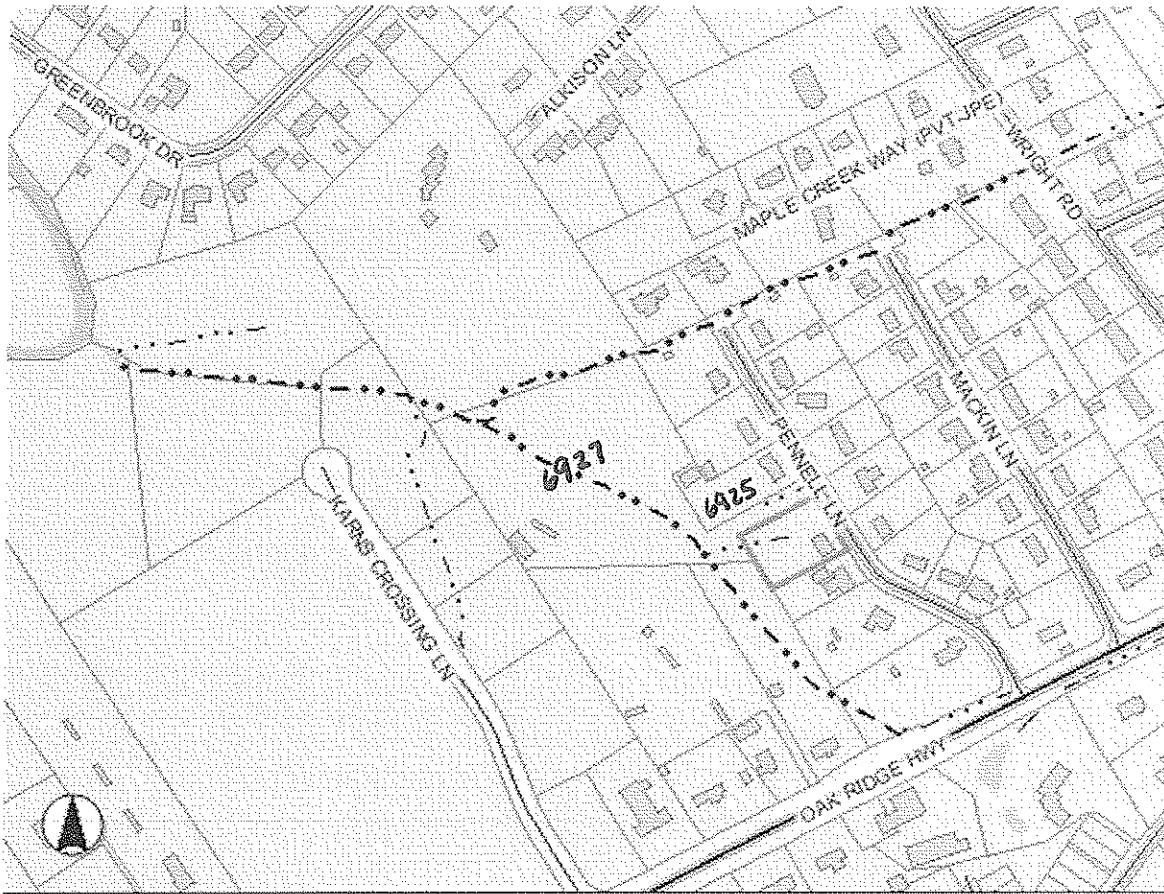 GREENBROOK DR
ALKISON LN
MAPLE CREEK WAY (PVT-JPE)
WRIGHT RD
6927
6925
PENNELL LN
MACKIN LN
KARNS CROSSING LN
OAK RIDGE HWY